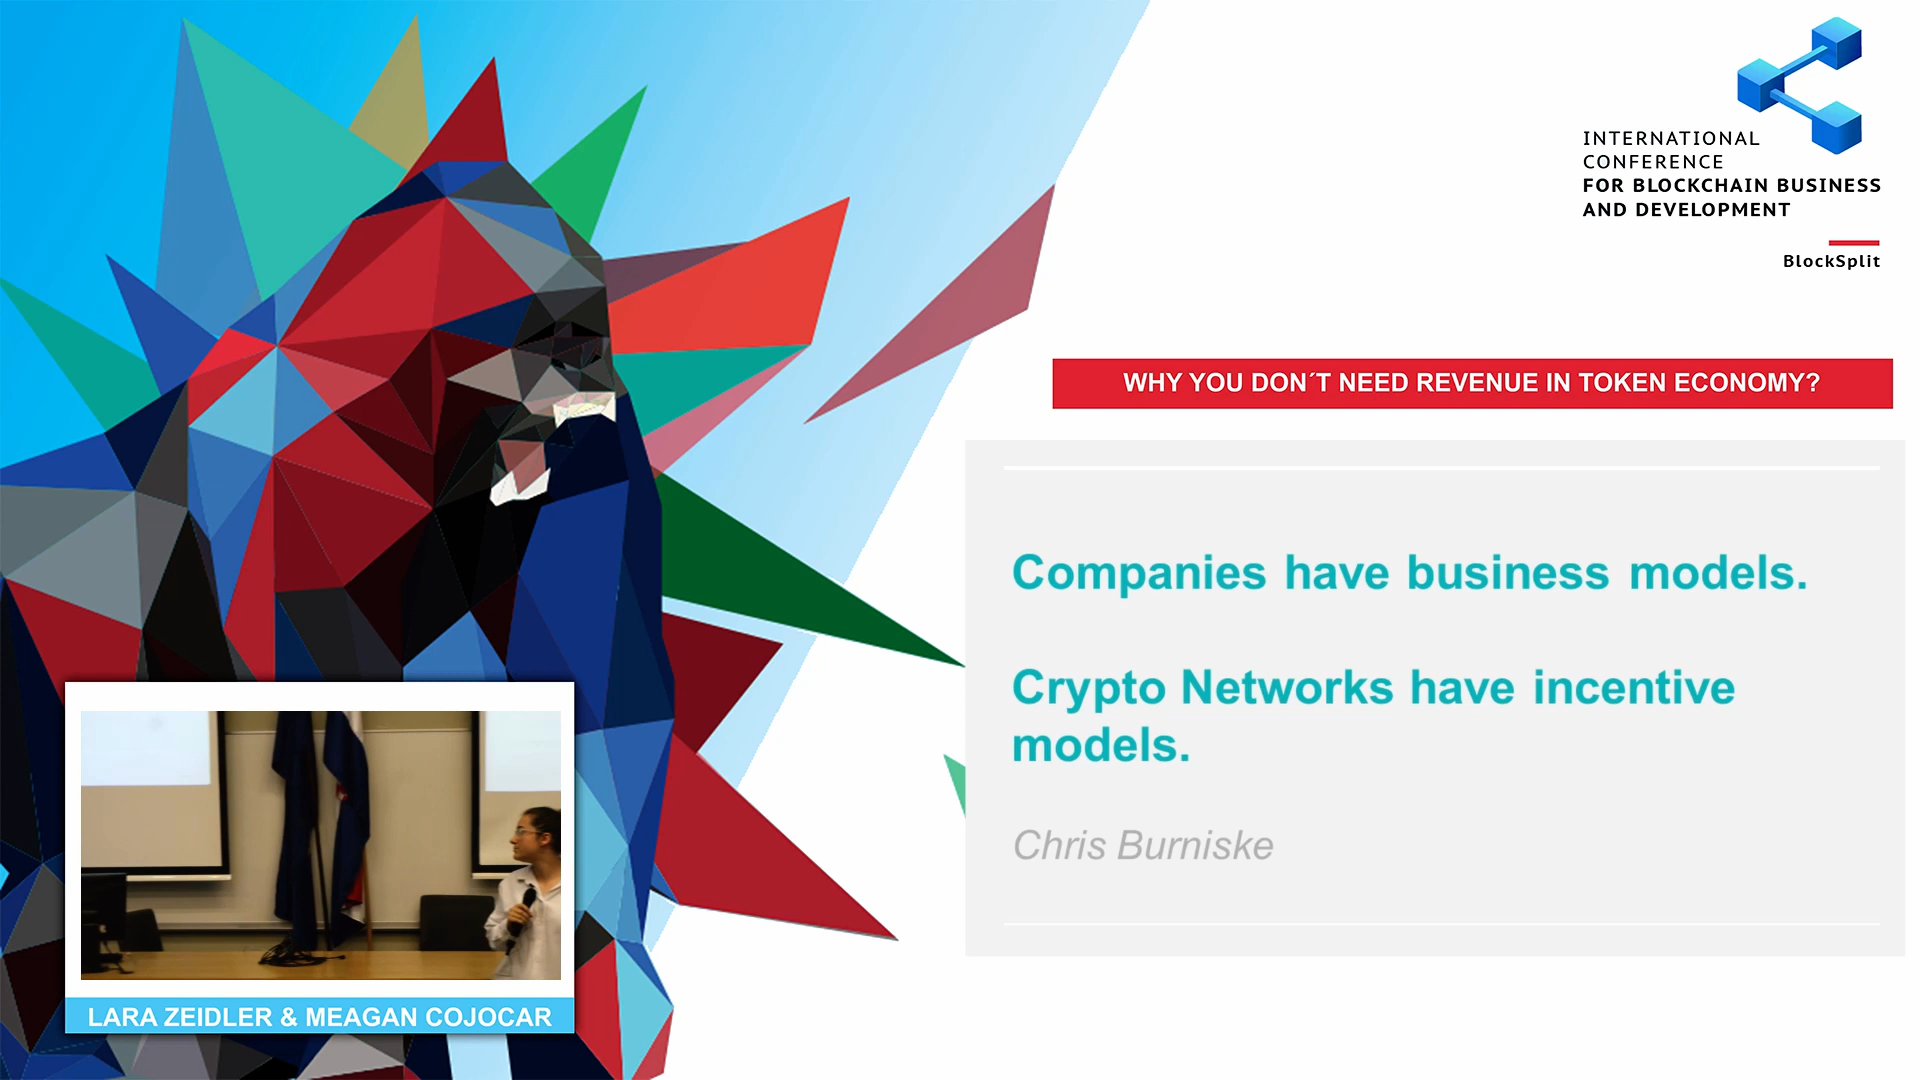 INTERNATIONAL
CONFERENCE
FOR BLOCKCHAIN BUSINESS
AND DEVELOPMENT
BlockSplit
WHY YOU DON´T NEED REVENUE IN TOKEN ECONOMY?
Companies have business models.
Crypto Networks have incentive
models.
Chris Burniske
LARA ZEIDLER & MEAGAN COJOCAR